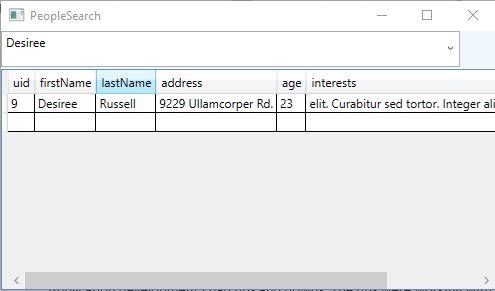 PeopleSearch
Desiree
uid firstName lastName address age interests
9 Desiree Russell 9229 Ullamcorper Rd. 23 elit. Curabitur sed tortor. Integer ali